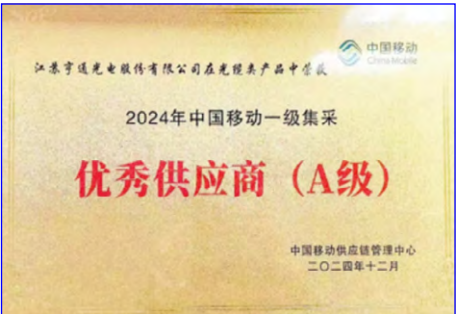 中国移动
China Mobile
江苏亨通光电股份有限公司在光缆类产品中荣获
2024年中国移动一级集采
优秀供应商（A级）
中国移动供应链管理中心
二〇二四年十二月